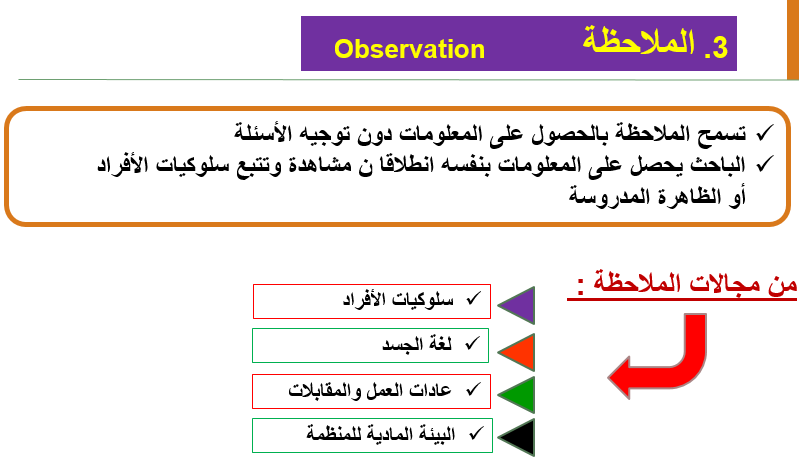 3. الملاحظة Observation
✓ تسمح الملاحظة بالحصول على المعلومات دون توجيه الأسئلة
✓ الباحث يحصل على المعلومات بنفسه انطلاقا ن مشاهدة وتتبع سلوكيات الأفراد
أو الظاهرة المدروسة
من مجالات الملاحظة :
✓ سلوكيات الأفراد
✓ لغة الجسد
✓ عادات العمل والمقابلات
✓ البيئة المادية للمنظمة